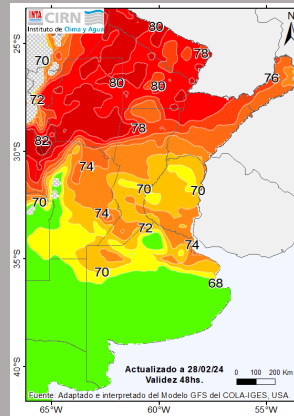 INTA CIRN
Instituto de Clima y Agua
N
80
78
70
80
80
76
72
78
82
74
70
70
70
74
72
74
70
68
25°S
30°S
35°S
40°S
Actualizado a 28/02/24
Validez 48hs.
0 100 200 Km
Fuente: Adaptado e interpretado del Modelo GFS del COLA-IGES, USA.
65°W 60°W 55°W